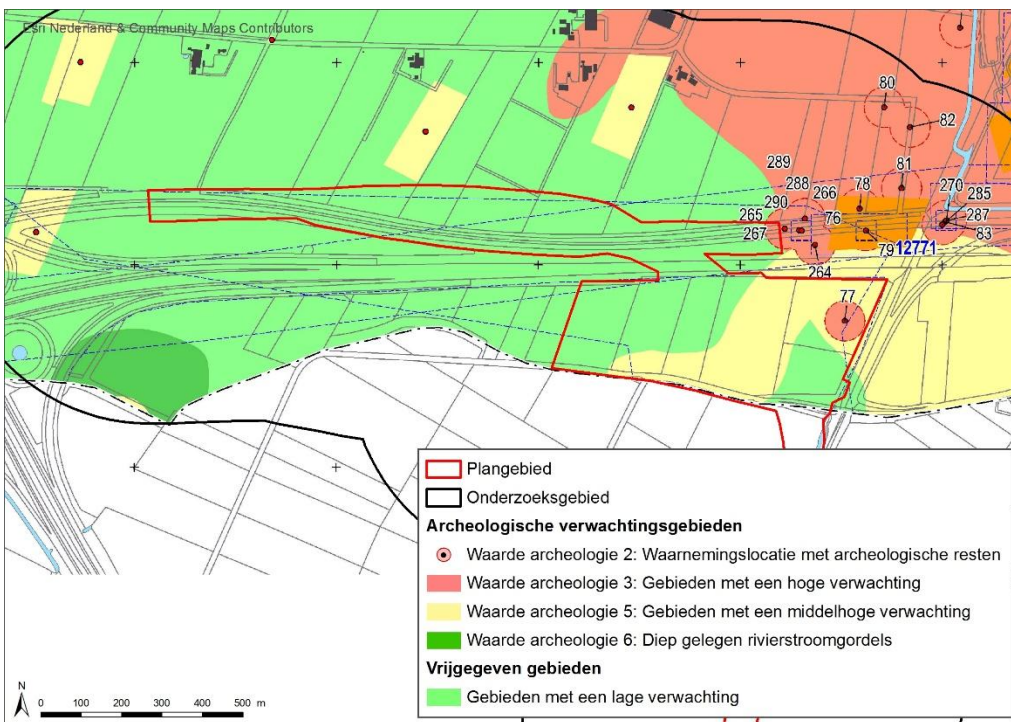 Esri Nederland & Community Maps Contributors
80
82
81
289
288
266
78
270
285
290
265
76
287
267
79
12771
83
264
77
Plangebied
Onderzoeksgebied
Archeologische verwachtingsgebieden
Waarde archeologie 2: Waarnemingslocatie met archeologische resten
Waarde archeologie 3: Gebieden met een hoge verwachting
Waarde archeologie 5: Gebieden met een middelhoge verwachting
Waarde archeologie 6: Diep gelegen rivierstroomgordels
Vrijgegeven gebieden
Gebieden met een lage verwachting
N
0 100 200 300 400 500 m